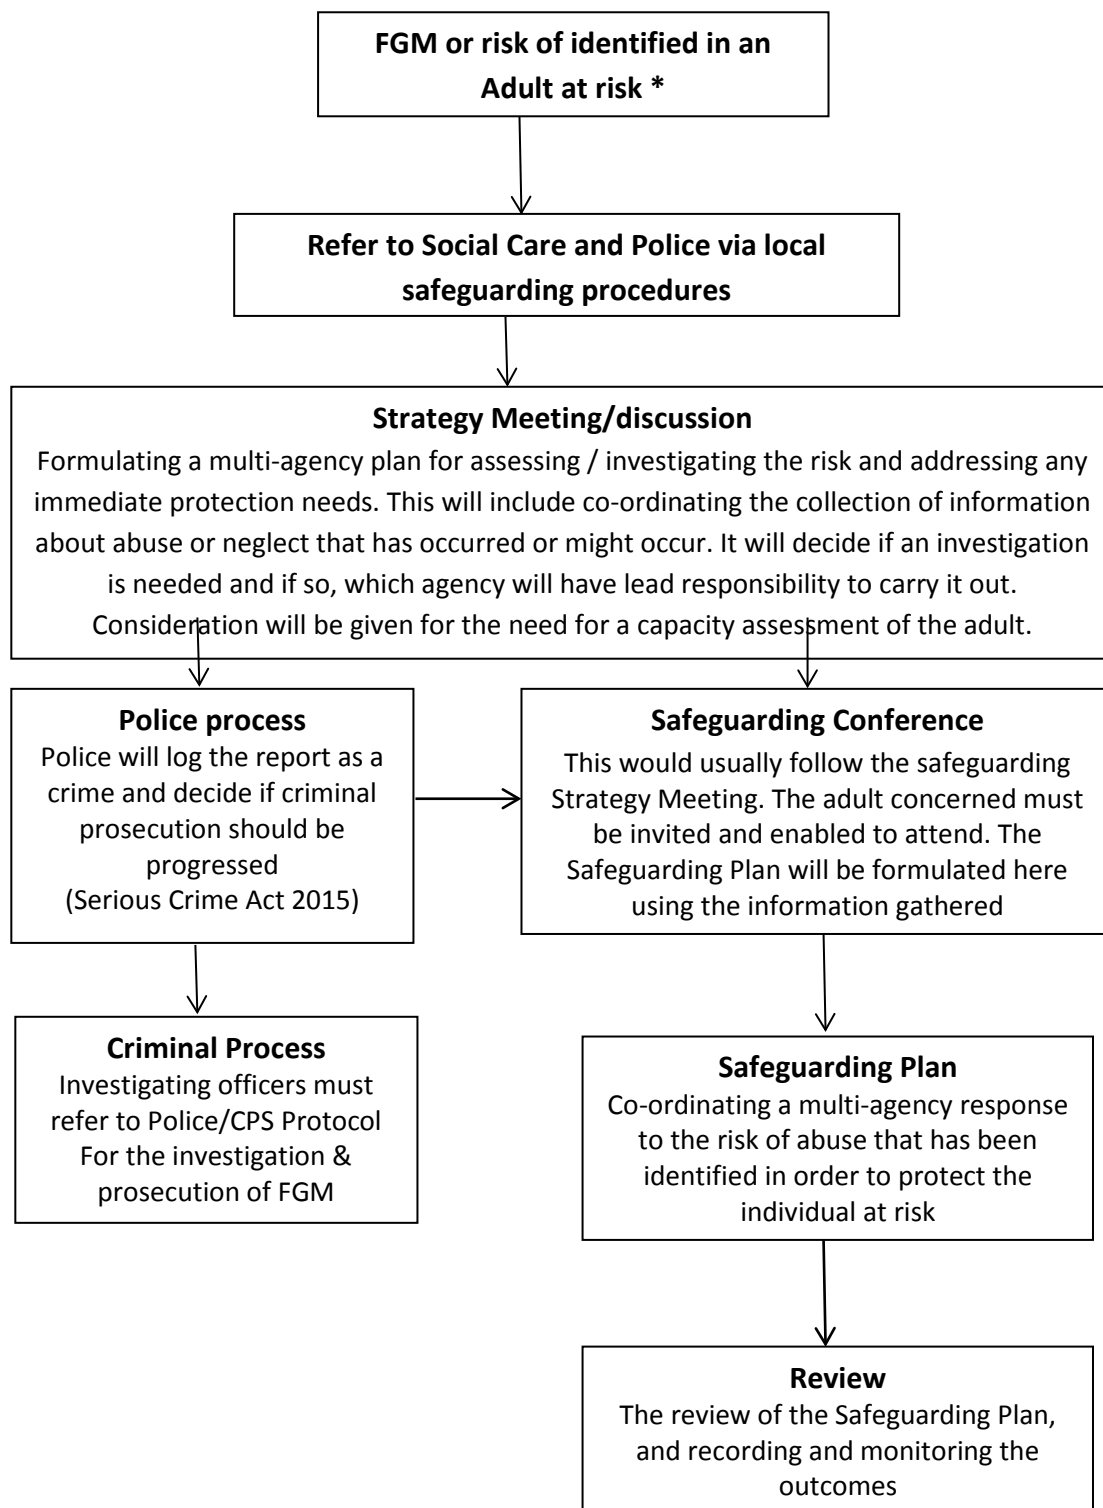 FGM or risk of identified in an
Adult at risk *
Refer to Social Care and Police via local
safeguarding procedures
Strategy Meeting/discussion
Formulating a multi-agency plan for assessing / investigating the risk and addressing any
immediate protection needs. This will include co-ordinating the collection of information
about abuse or neglect that has occurred or might occur. It will decide if an investigation
is needed and if so, which agency will have lead responsibility to carry it out.
Consideration will be given for the need for a capacity assessment of the adult.
Police process
Police will log the report as a
crime and decide if criminal
prosecution should be
progressed
(Serious Crime Act 2015)
Safeguarding Conference
This would usually follow the safeguarding
Strategy Meeting. The adult concerned must
be invited and enabled to attend. The
Safeguarding Plan will be formulated here
using the information gathered
Criminal Process
Investigating officers must
refer to Police/CPS Protocol
For the investigation &
prosecution of FGM
Safeguarding Plan
Co-ordinating a multi-agency response
to the risk of abuse that has been
identified in order to protect the
individual at risk
Review
The review of the Safeguarding Plan,
and recording and monitoring the
outcomes